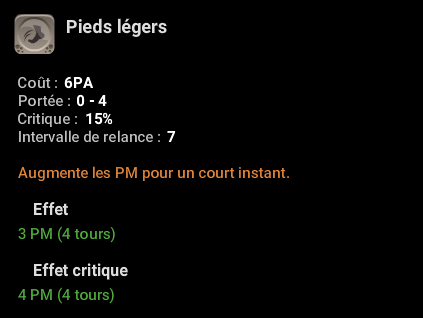 Pieds légers
Coût : 6PA
Portée : 0 - 4
Critique : 15%
Intervalle de relance : 7
Augmente les PM pour un court instant.
Effet
3 PM (4 tours)
Effet critique
4 PM (4 tours)